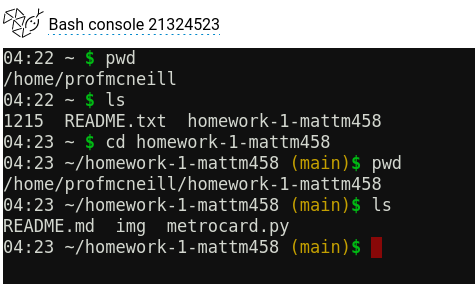 Bash console 21324523
04:22 ~ $ pwd
/home/profmcneill
04:22 ~ $ ls
1215  README.txt  homework-1-mattm458
04:23 ~ $ cd homework-1-mattm458
04:23 ~/homework-1-mattm458 (main)$ pwd
/home/profmcneill/homework-1-mattm458
04:23 ~/homework-1-mattm458 (main)$ ls
README.md  img  metrocard.py
04:23 ~/homework-1-mattm458 (main)$